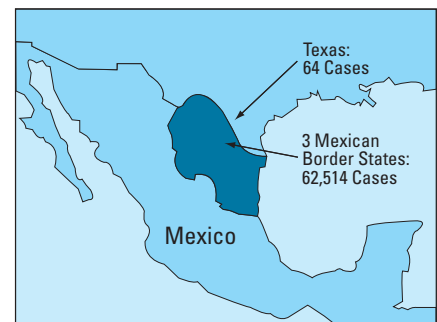 Texas:
64 Cases
3 Mexican
Border States:
62,514 Cases
Mexico